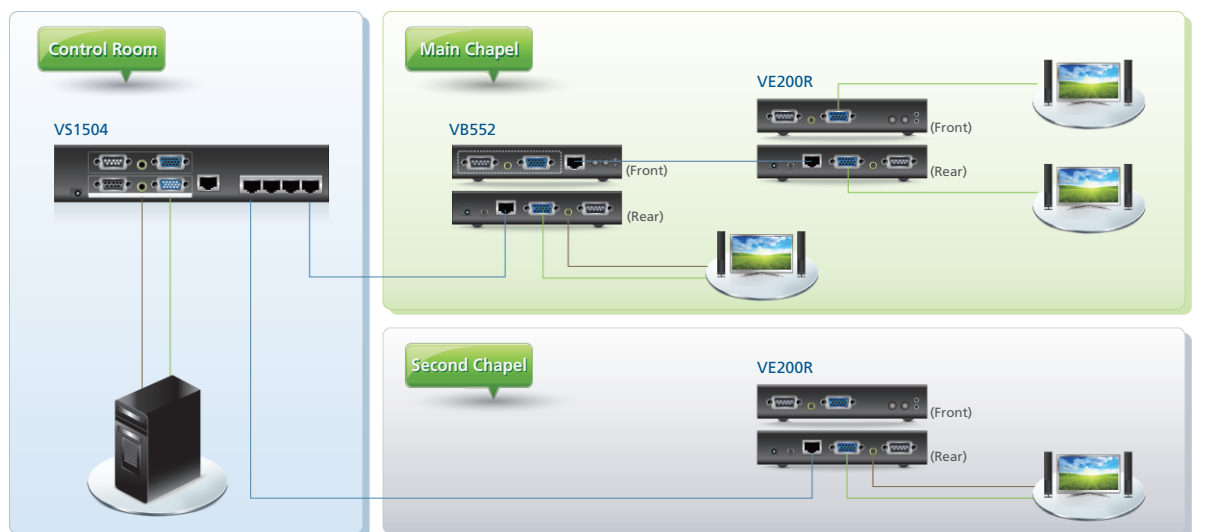 Control Room
VS1504
Main Chapel
VB552
(Front)
(Rear)
VE200R
(Front)
(Rear)
Second Chapel
VE200R
(Front)
(Rear)